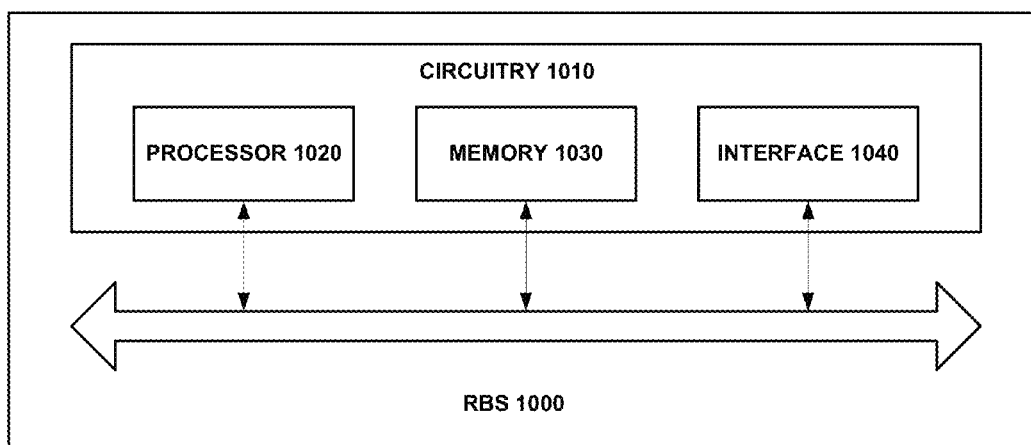 CIRCUITRY 1010
PROCESSOR 1020
MEMORY 1030
INTERFACE 1040
RBS 1000